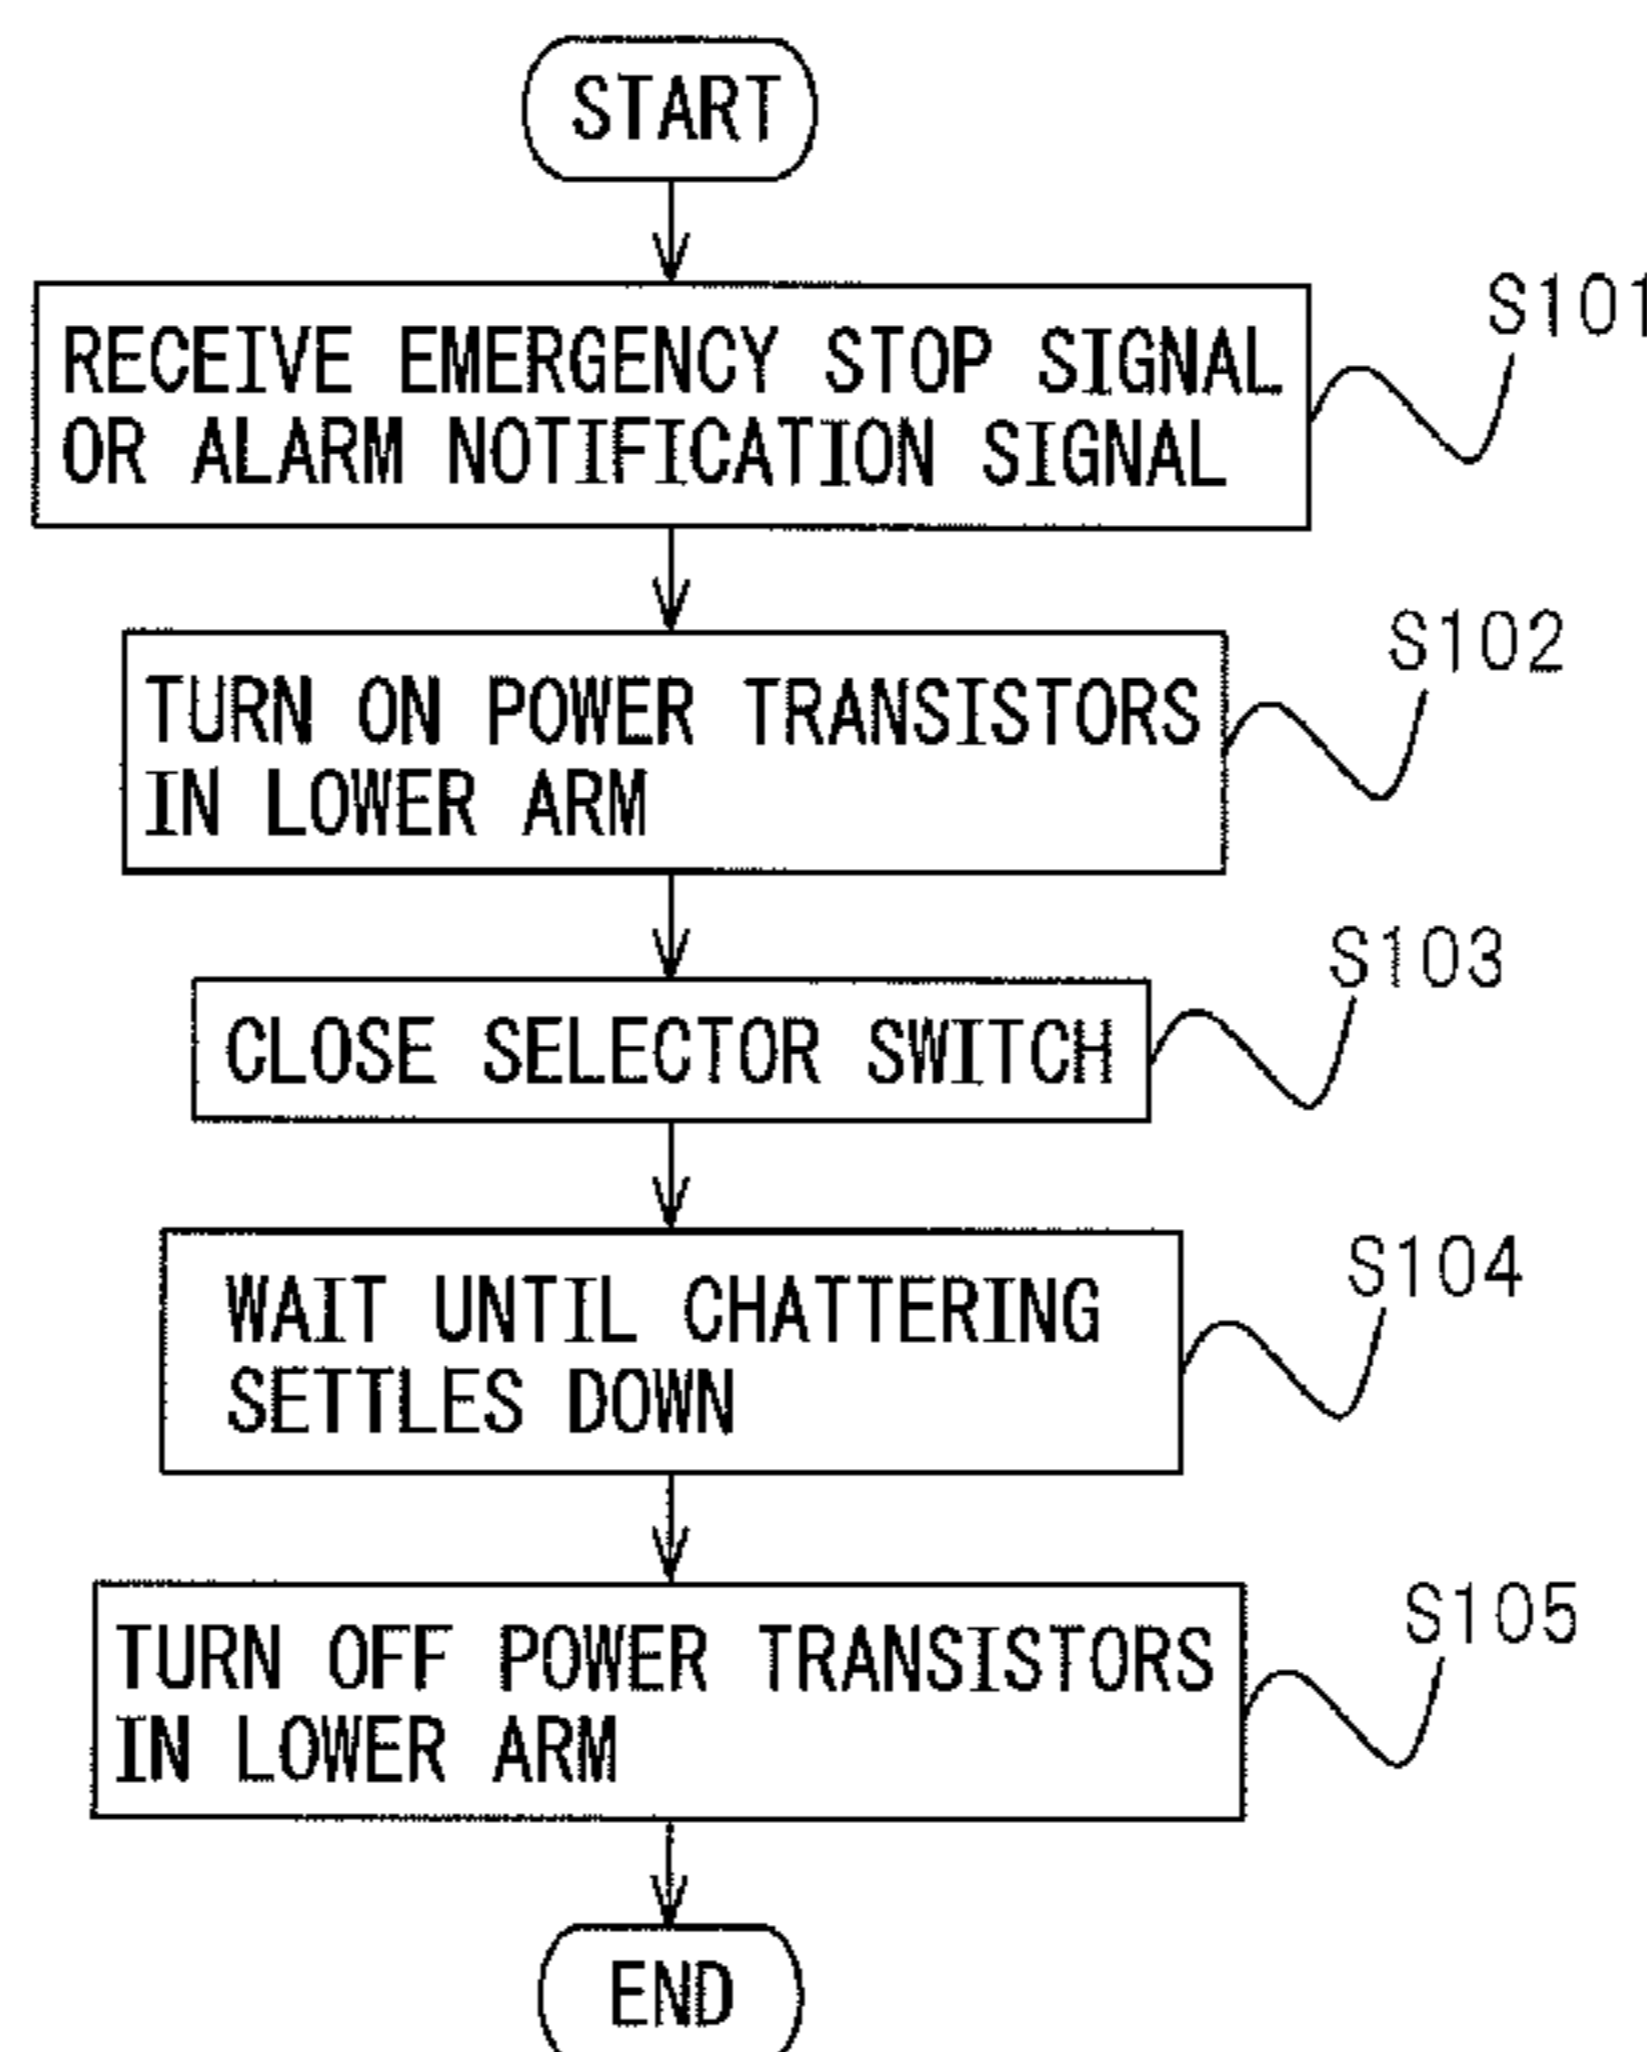 START
S101
RECEIVE EMERGENCY STOP SIGNAL
OR ALARM NOTIFICATION SIGNAL
S102
TURN ON POWER TRANSISTORS
IN LOWER ARM
S103
CLOSE SELECTOR SWITCH
S104
WAIT UNTIL CHATTERING
SETTLES DOWN
S105
TURN OFF POWER TRANSISTORS
IN LOWER ARM
END